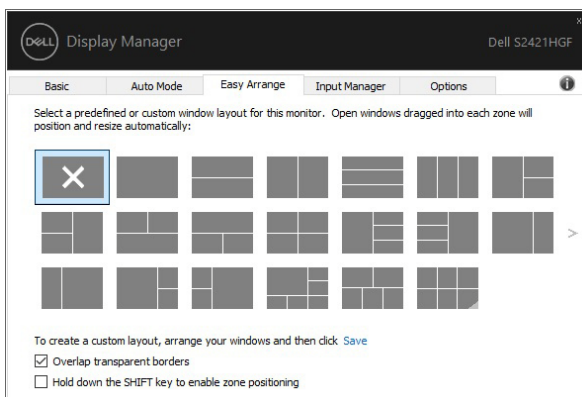 DELL Display Manager
Dell S2421HGF
Basic Auto Mode Easy Arrange Input Manager Options
Select a predefined or custom window layout for this monitor. Open windows dragged into each zone will
position and resize automatically:
To create a custom layout, arrange your windows and then click Save
Overlap transparent borders
Hold down the SHIFT key to enable zone positioning